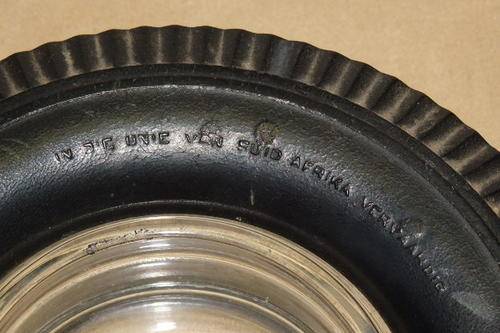 IN DIE UNIE VAN SUID AFRIKA VERVAARDIG